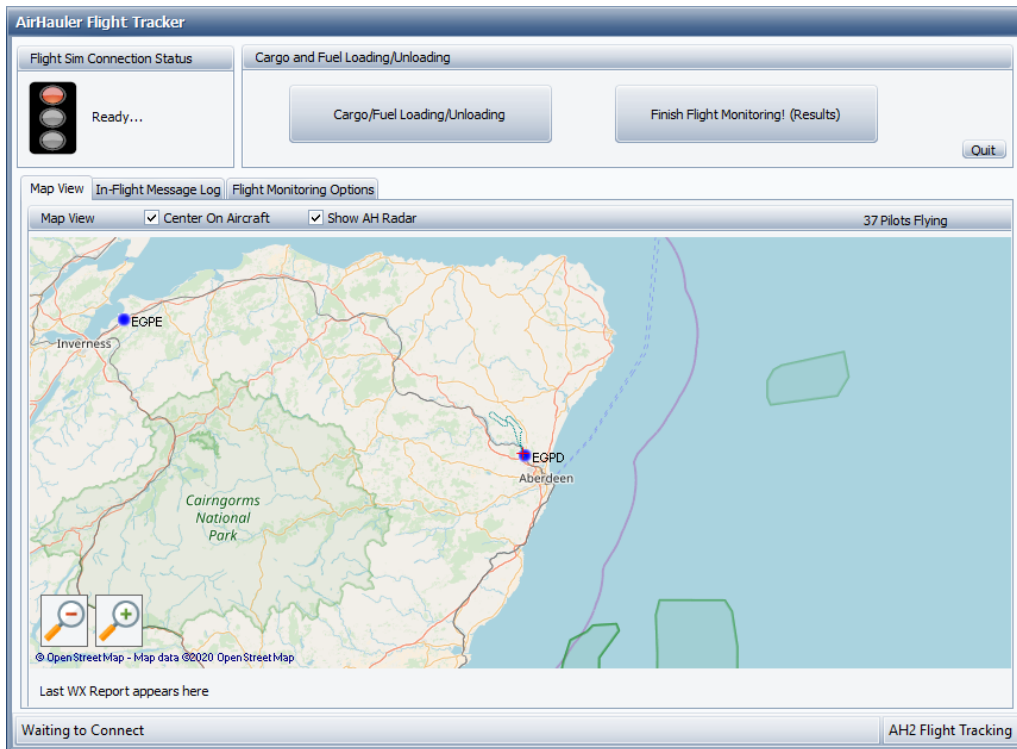 AirHauler Flight Tracker
Flight Sim Connection Status
Cargo and Fuel Loading/Unloading
Ready...
Cargo/Fuel Loading/Unloading
Finish Flight Monitoring! (Results)
Quit
Map View In-Flight Message Log Flight Monitoring Options
Map View Center On Aircraft Show AH Radar 37 Pilots Flying
EGPE
Inverness
EGPD
Aberdeen
Cairngorms
National
Park
© OpenStreetMap - Map data ©2020 OpenStreetMap
Last WX Report appears here
Waiting to Connect AH2 Flight Tracking